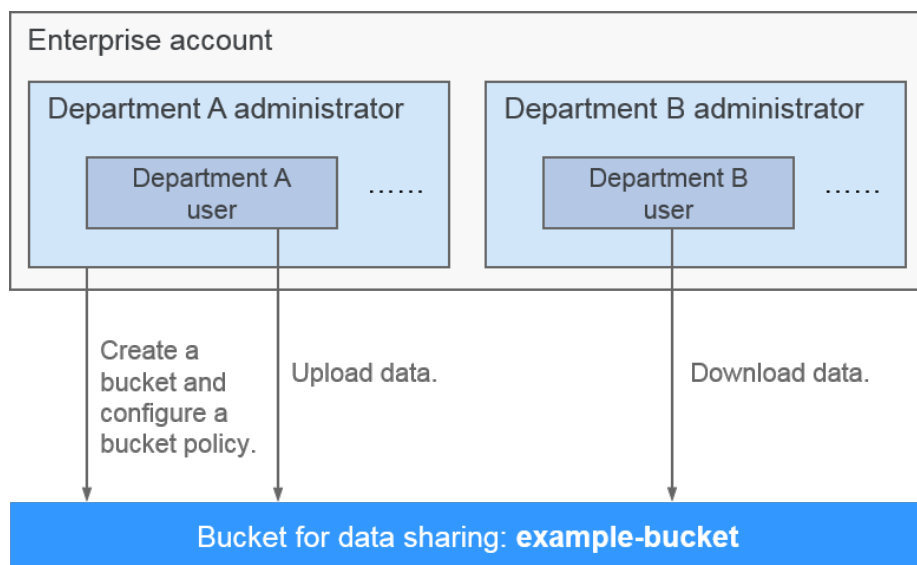 Enterprise account
Department A administrator
Department A
user
……
Department B administrator
Department B
user
……
Create a
bucket and
configure a
bucket policy.
Upload data.
Download data.
Bucket for data sharing: example-bucket